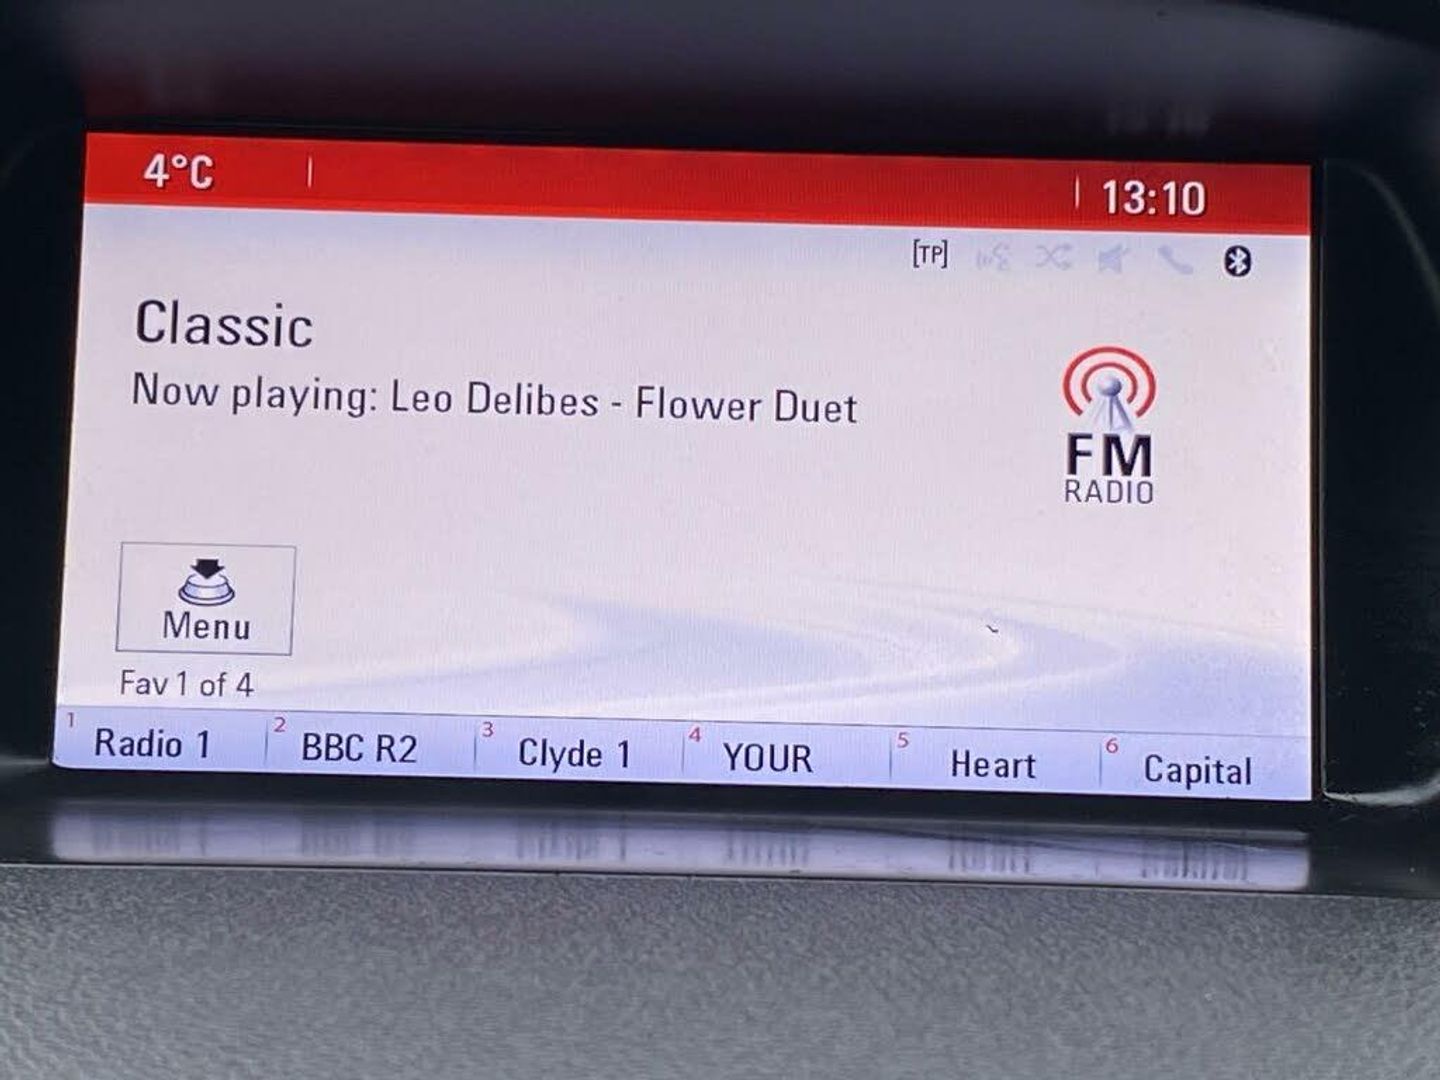 4°C
13:10
[TP]
Classic
Now playing: Leo Delibes - Flower Duet
FM
RADIO
Menu
Fav 1 of 4
1 Radio 1
2 BBC R2
3 Clyde 1
4 YOUR
5 Heart
6 Capital